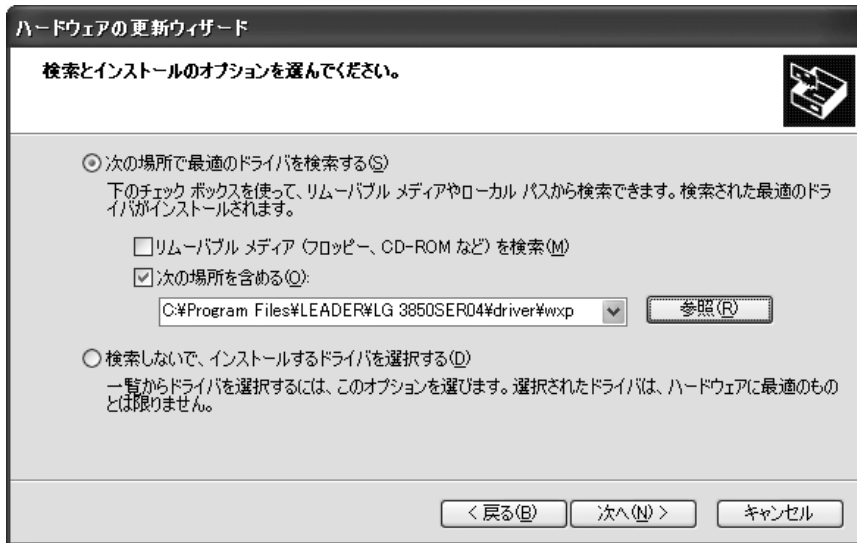 ハードウェアの更新ウィザード
検索とインストールのオプションを選んでください。
次の場所で最適のドライバを検索する(S)
下のチェック ボックスを使って、リムーバブル メディアやローカル パスから検索できます。検索された最適のドラ
イバがインストールされます。
リムーバブル メディア (フロッピー、CD-ROM など) を検索(M)
次の場所を含める(O):
C:¥Program Files¥LEADER¥LG 3850SER04¥driver¥wxp
参照(R)
検索しないで、インストールするドライバを選択する(D)
一覧からドライバを選択するには、このオプションを選びます。選択されたドライバは、ハードウェアに最適のもの
とは限りません。
< 戻る(B) 次へ(N) > キャンセル